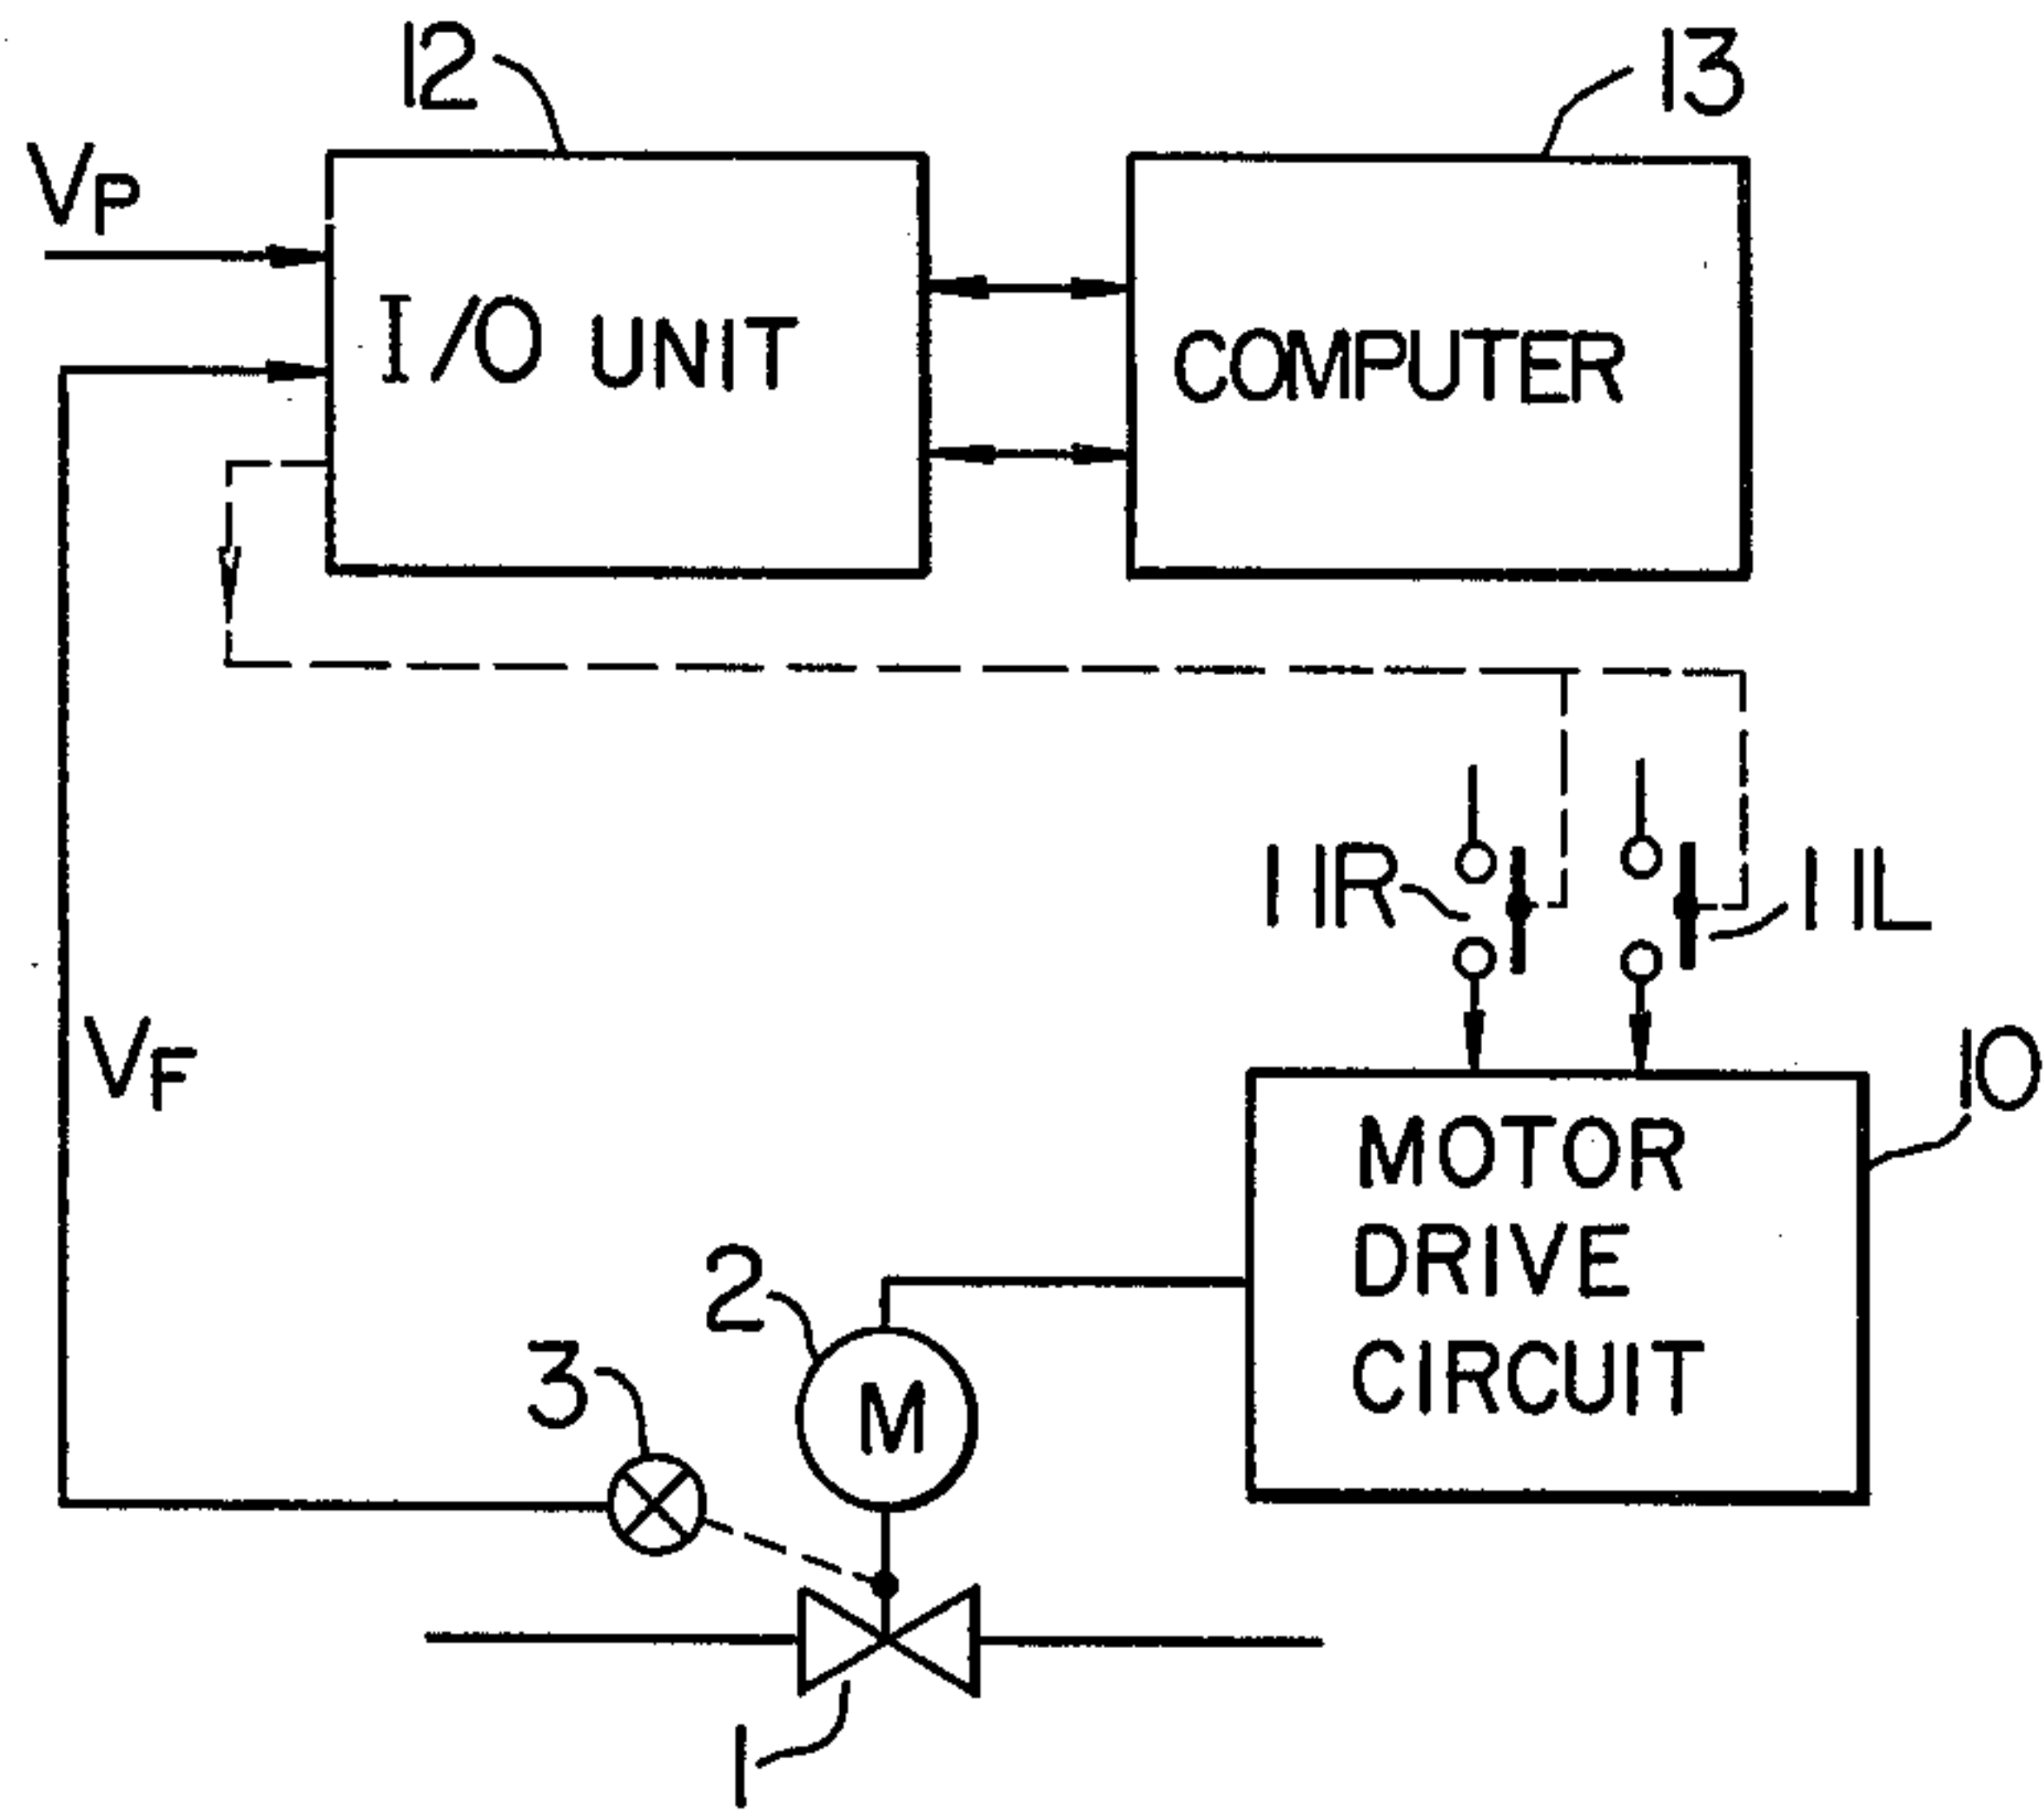 12
13
VP
I/O UNIT
COMPUTER
11R
11L
VF
10
MOTOR
DRIVE
CIRCUIT
2
3
M
1